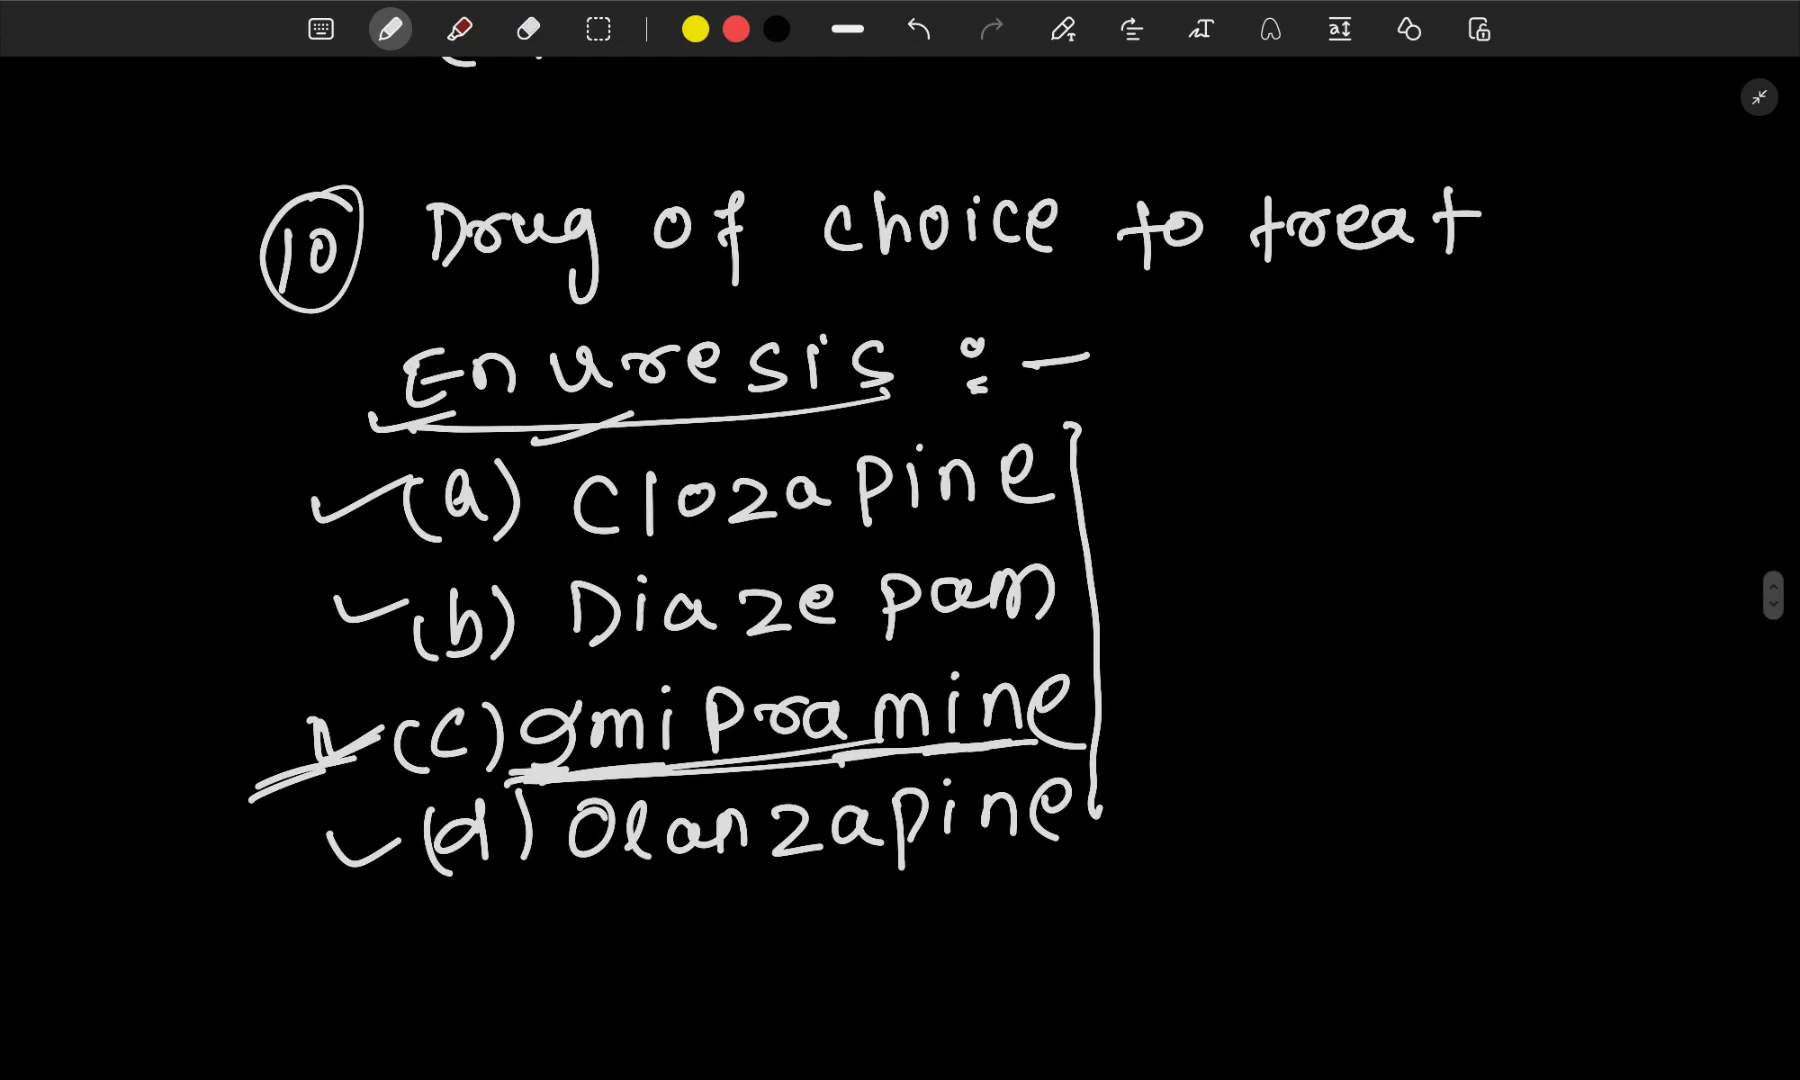 10 Drug of choice to treat
Enuresis :-
(a) Clozapine
(b) Diazepam
(c) Imipramine
(d) Olanzapine